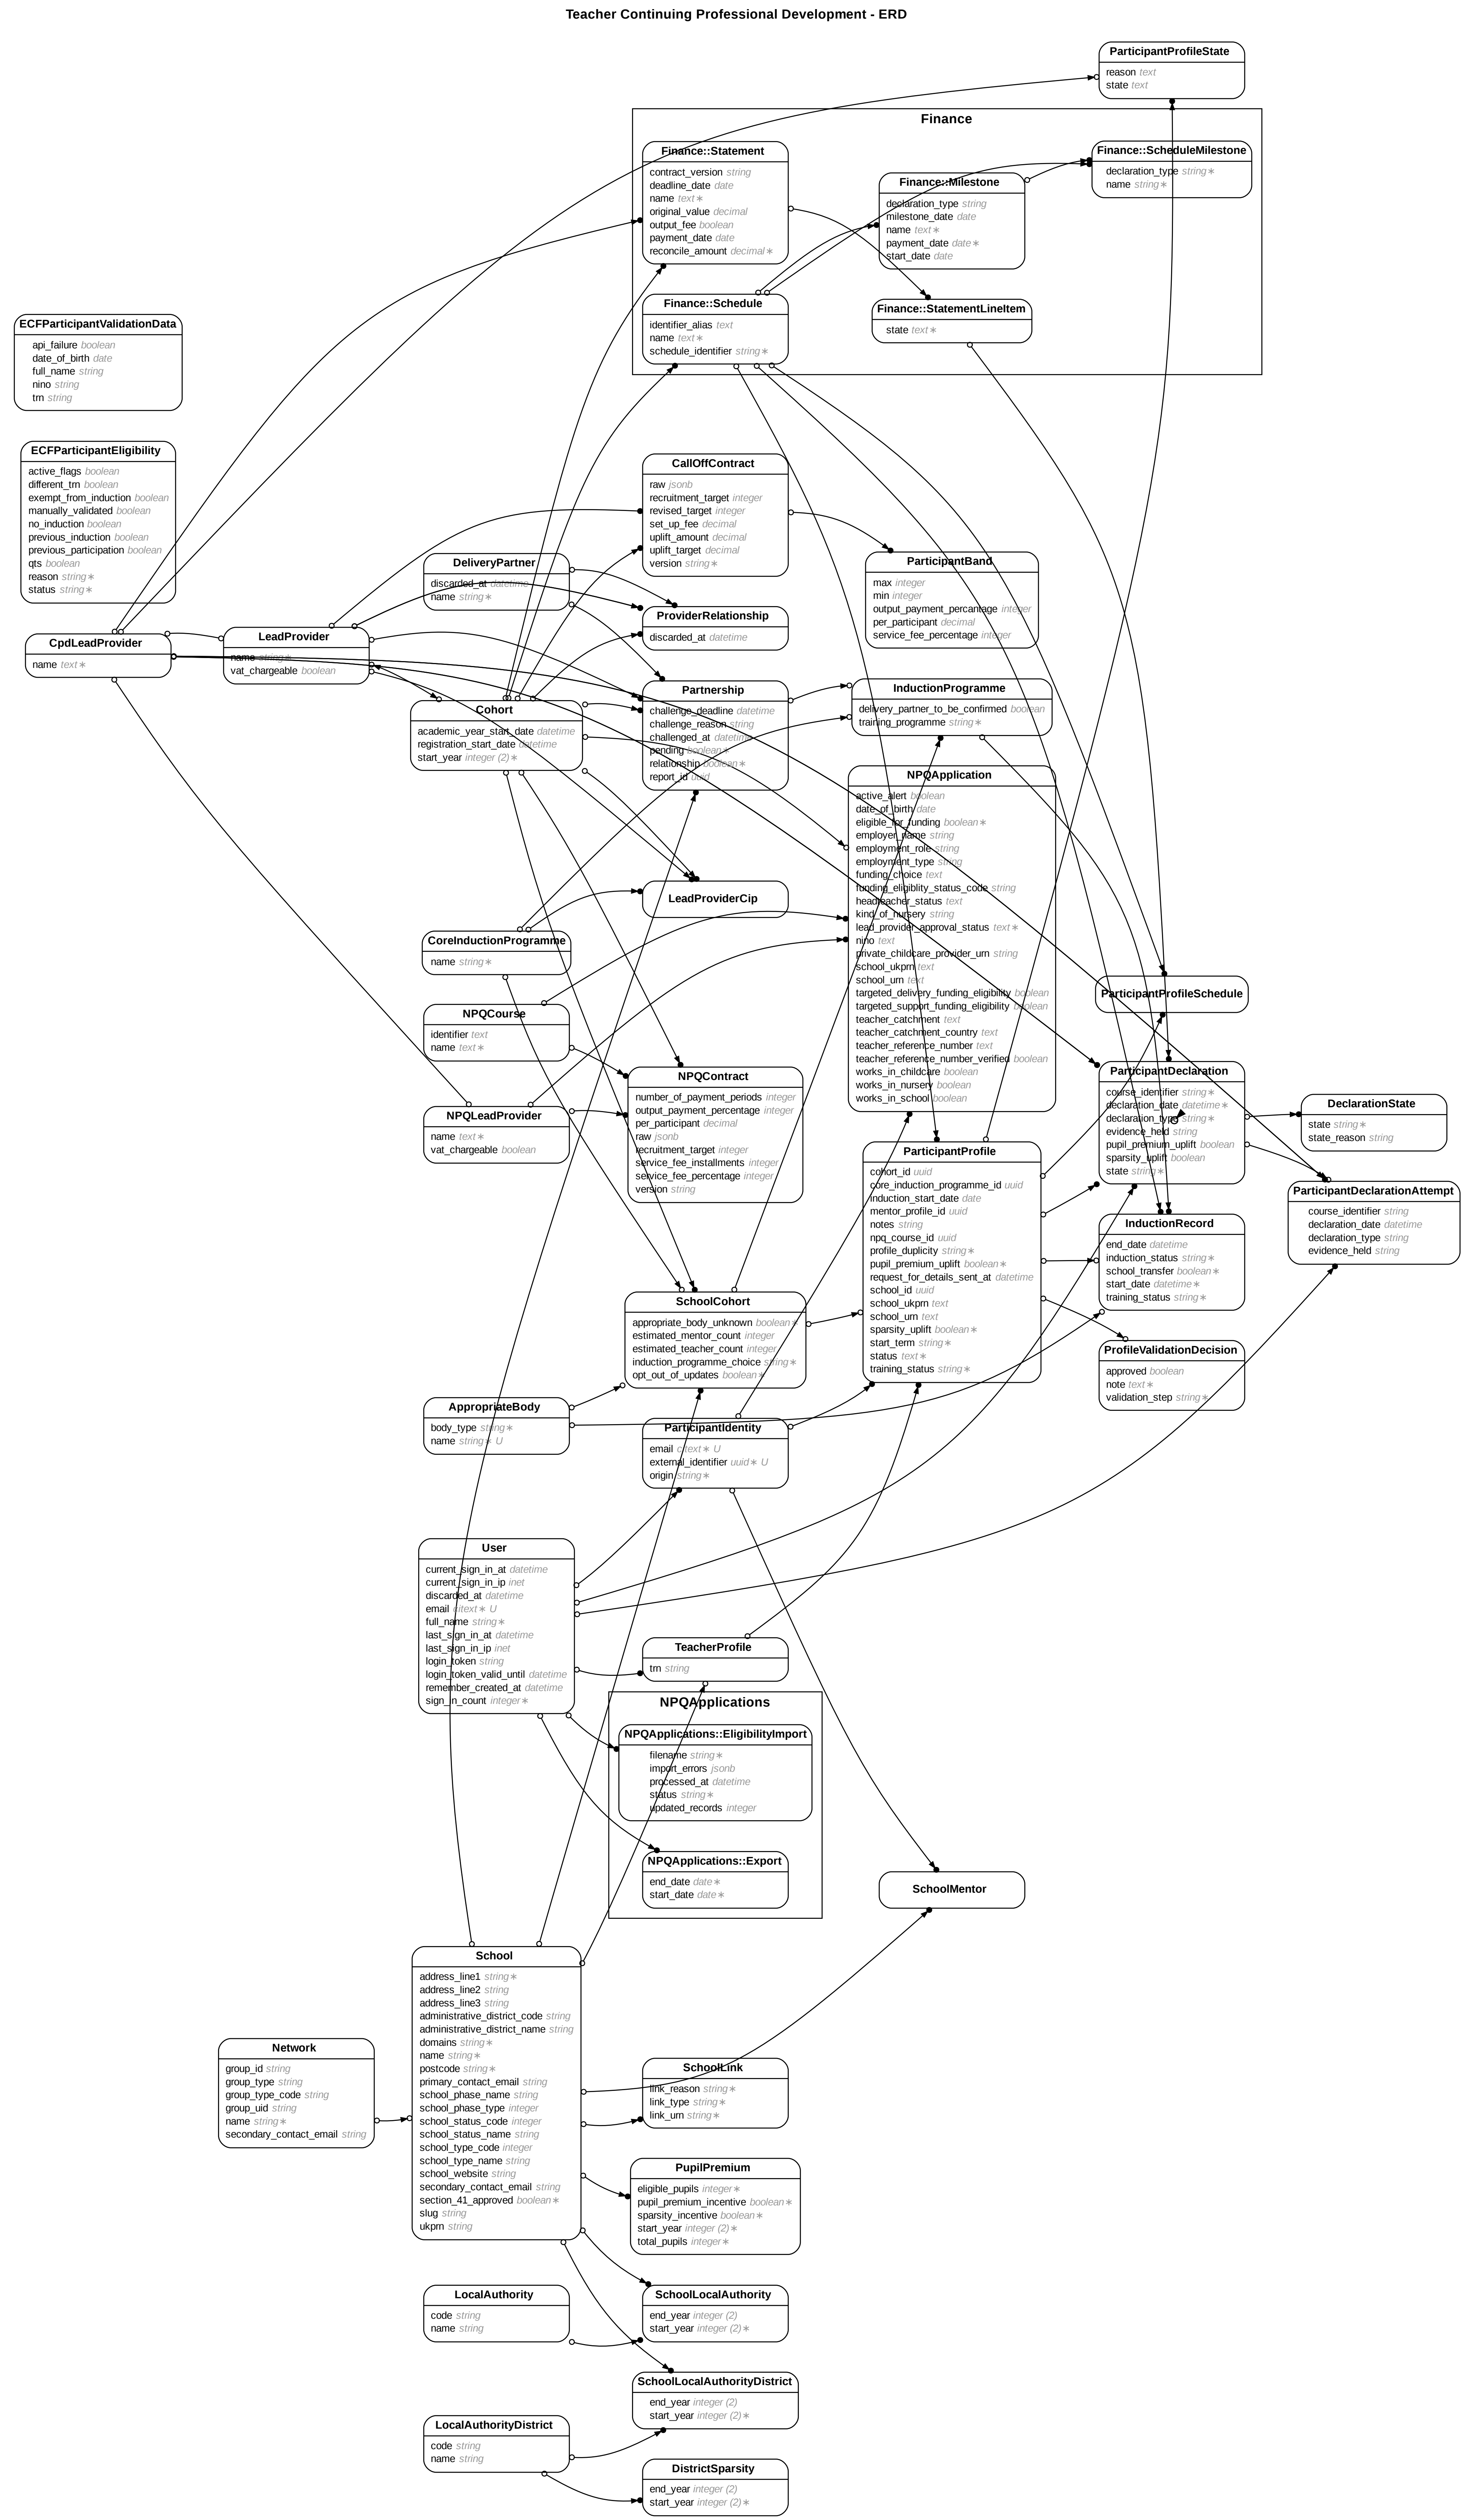 Teacher Continuing Professional Development - ERD
ParticipantProfileState
reason text
state text
Finance
Finance::Statement
contract_version string
deadline_date date
name text∗
original_value decimal
output_fee boolean
payment_date date
reconcile_amount decimal∗
Finance::Milestone
declaration_type string
milestone_date date
name text∗
payment_date date∗
start_date date
Finance::ScheduleMilestone
declaration_type string∗
name string∗
Finance::Schedule
identifier_alias text
name text∗
schedule_identifier string∗
Finance::StatementLineItem
state text∗
ECFParticipantValidationData
api_failure boolean
date_of_birth date
full_name string
nino string
trn string
ECFParticipantEligibility
active_flags boolean
different_trn boolean
exempt_from_induction boolean
manually_validated boolean
no_induction boolean
previous_induction boolean
previous_participation boolean
qts boolean
reason string∗
status string∗
CallOffContract
raw jsonb
recruitment_target integer
revised_target integer
set_up_fee decimal
uplift_amount decimal
uplift_target decimal
version string∗
DeliveryPartner
discarded_at datetime
name string∗
ParticipantBand
max integer
min integer
output_payment_percantage integer
per_participant decimal
service_fee_percentage integer
ProviderRelationship
discarded_at datetime
CpdLeadProvider
name text∗
LeadProvider
name string∗
vat_chargeable boolean
Cohort
academic_year_start_date datetime
registration_start_date datetime
start_year integer (2)∗
Partnership
challenge_deadline datetime
challenge_reason string
challenged_at datetime
pending boolean∗
relationship boolean∗
report_id uuid
InductionProgramme
delivery_partner_to_be_confirmed boolean
training_programme string∗
NPQApplication
active_alert boolean
date_of_birth date
eligible_for_funding boolean∗
employer_name string
employment_role string
employment_type string
funding_choice text
funding_eligiblity_status_code string
headteacher_status text
kind_of_nursery string
lead_provider_approval_status text∗
nino text
private_childcare_provider_urn string
school_ukprn text
school_urn text
targeted_delivery_funding_eligibility boolean
targeted_support_funding_eligibility boolean
teacher_catchment text
teacher_catchment_country text
teacher_reference_number text
teacher_reference_number_verified boolean
works_in_childcare boolean
works_in_nursery boolean
works_in_school boolean
LeadProviderCip
CoreInductionProgramme
name string∗
NPQCourse
identifier text
name text∗
NPQContract
number_of_payment_periods integer
output_payment_percentage integer
per_participant decimal
raw jsonb
recruitment_target integer
service_fee_installments integer
service_fee_percentage integer
version string
NPQLeadProvider
name text∗
vat_chargeable boolean
ParticipantProfileSchedule
ParticipantDeclaration
course_identifier string∗
declaration_date datetime∗
declaration_type string∗
evidence_held string
pupil_premium_uplift boolean
sparsity_uplift boolean
state string∗
DeclarationState
state string∗
state_reason string
ParticipantProfile
cohort_id uuid
core_induction_programme_id uuid
induction_start_date date
mentor_profile_id uuid
notes string
npq_course_id uuid
profile_duplicity string∗
pupil_premium_uplift boolean∗
request_for_details_sent_at datetime
school_id uuid
school_ukprn text
school_urn text
sparsity_uplift boolean∗
start_term string∗
status text∗
training_status string∗
ParticipantDeclarationAttempt
course_identifier string
declaration_date datetime
declaration_type string
evidence_held string
InductionRecord
end_date datetime
induction_status string∗
school_transfer boolean∗
start_date datetime∗
training_status string∗
SchoolCohort
appropriate_body_unknown boolean∗
estimated_mentor_count integer
estimated_teacher_count integer
induction_programme_choice string∗
opt_out_of_updates boolean∗
ProfileValidationDecision
approved boolean
note text∗
validation_step string∗
AppropriateBody
body_type string∗
name string∗ U
ParticipantIdentity
email citext∗ U
external_identifier uuid∗ U
origin string∗
User
current_sign_in_at datetime
current_sign_in_ip inet
discarded_at datetime
email citext∗ U
full_name string∗
last_sign_in_at datetime
last_sign_in_ip inet
login_token string
login_token_valid_until datetime
remember_created_at datetime
sign_in_count integer∗
TeacherProfile
trn string
NPQApplications
NPQApplications::EligibilityImport
filename string∗
import_errors jsonb
processed_at datetime
status string∗
updated_records integer
NPQApplications::Export
end_date date∗
start_date date∗
SchoolMentor
School
address_line1 string∗
address_line2 string
address_line3 string
administrative_district_code string
administrative_district_name string
domains string∗
name string∗
postcode string∗
primary_contact_email string
school_phase_name string
school_phase_type integer
school_status_code integer
school_status_name string
school_type_code integer
school_type_name string
school_website string
secondary_contact_email string
section_41_approved boolean∗
slug string
ukprn string
Network
group_id string
group_type string
group_type_code string
group_uid string
name string∗
secondary_contact_email string
SchoolLink
link_reason string∗
link_type string∗
link_urn string∗
PupilPremium
eligible_pupils integer∗
pupil_premium_incentive boolean∗
sparsity_incentive boolean∗
start_year integer (2)∗
total_pupils integer∗
LocalAuthority
code string
name string
SchoolLocalAuthority
end_year integer (2)
start_year integer (2)∗
SchoolLocalAuthorityDistrict
end_year integer (2)
start_year integer (2)∗
LocalAuthorityDistrict
code string
name string
DistrictSparsity
end_year integer (2)
start_year integer (2)∗